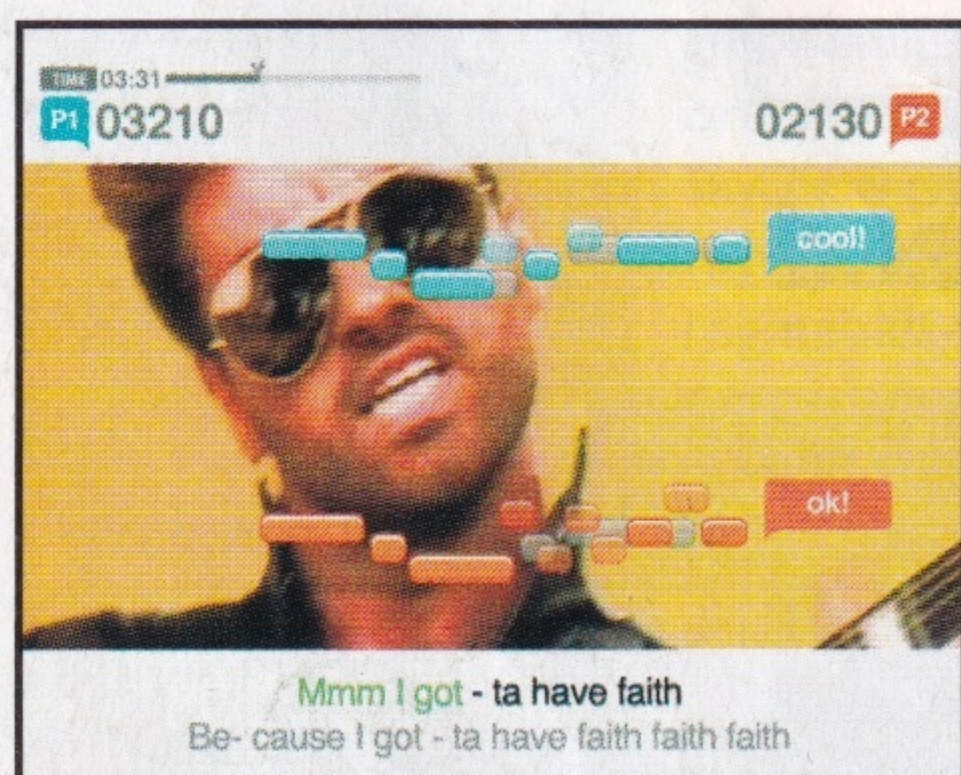 TIME 03:31
P1 03210
02130 P2
cool!
ok!
Mmm I got - ta have faith
Be- cause I got - ta have faith faith faith